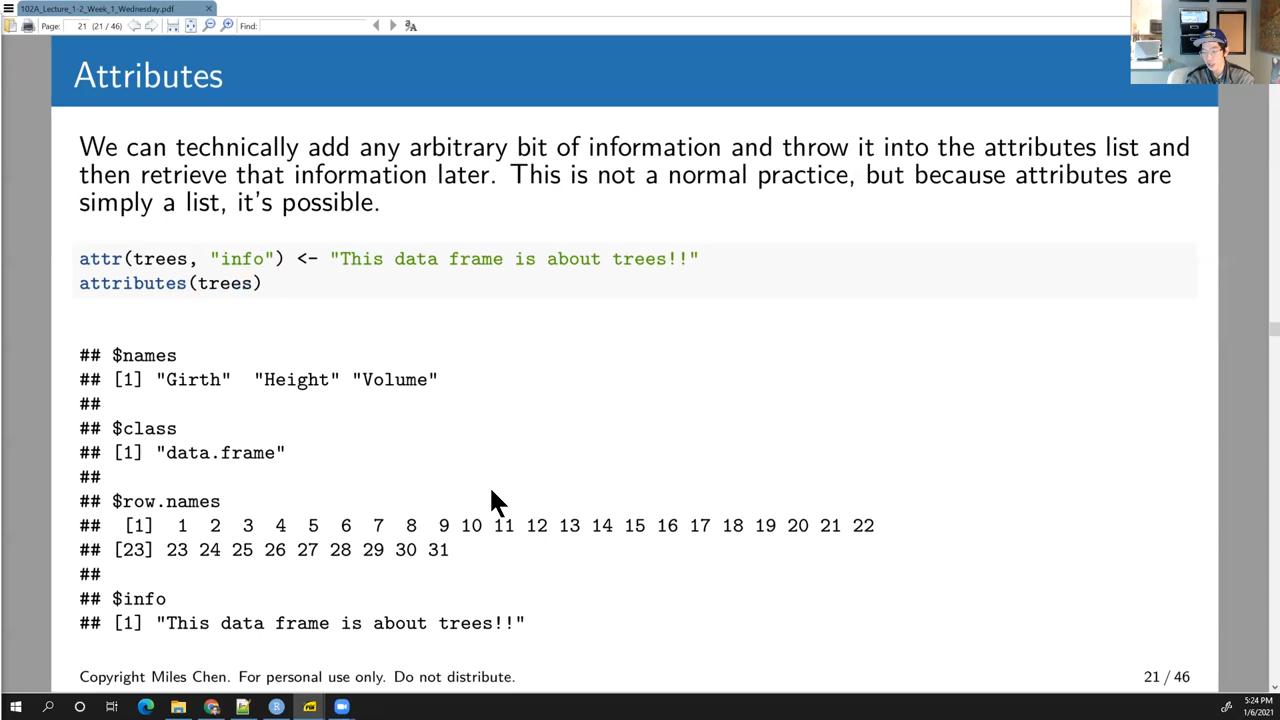 102A_Lecture_1-2_Week_1_Wednesday.pdf
Page: 21 (21 / 46) Find:
Attributes
We can technically add any arbitrary bit of information and throw it into the attributes list and
then retrieve that information later. This is not a normal practice, but because attributes are
simply a list, it's possible.
attr(trees, "info") <- "This data frame is about trees!!"
attributes(trees)
## $names
## [1] "Girth"  "Height" "Volume"
##
## $class
## [1] "data.frame"
##
## $row.names
##  [1]  1  2  3  4  5  6  7  8  9 10 11 12 13 14 15 16 17 18 19 20 21 22
## [23] 23 24 25 26 27 28 29 30 31
##
## $info
## [1] "This data frame is about trees!!"
Copyright Miles Chen. For personal use only. Do not distribute. 21 / 46
5:24 PM
1/6/2021